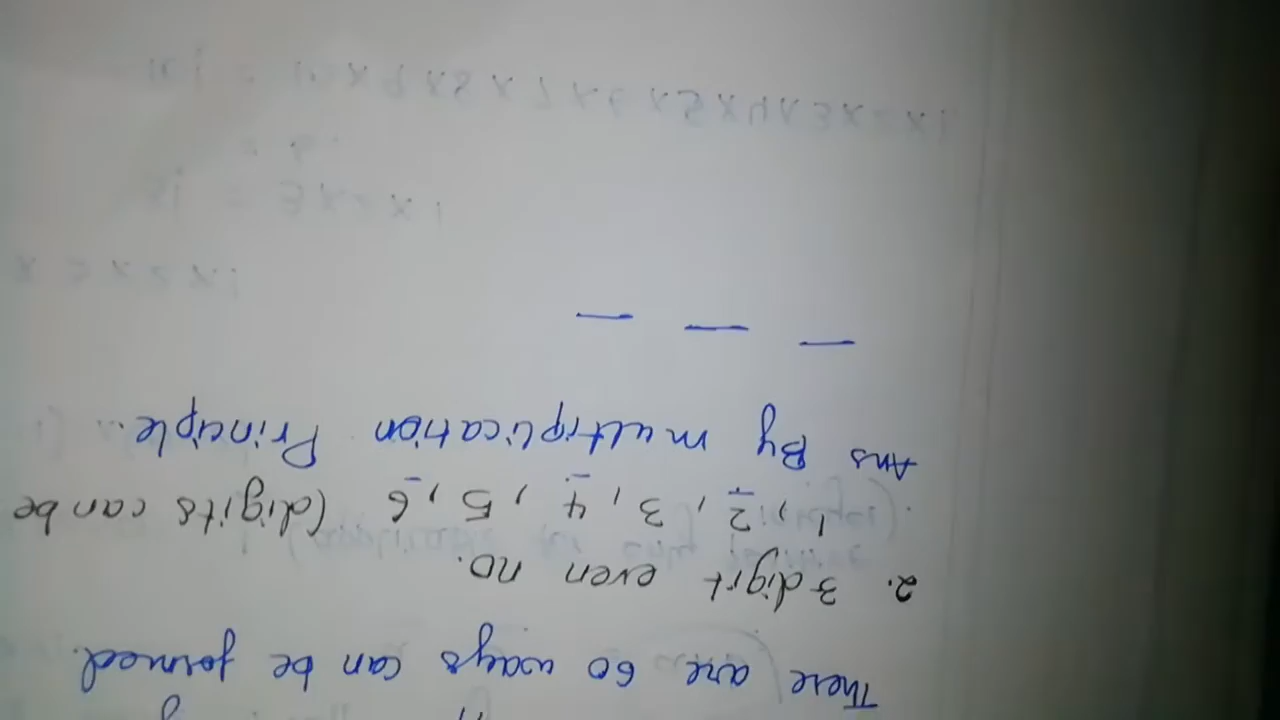 There are 60 ways can be formed.
2. 3 digit even no.
1, 2, 3, 4, 5, 6 (digits can be
Ans By multiplication Principle..